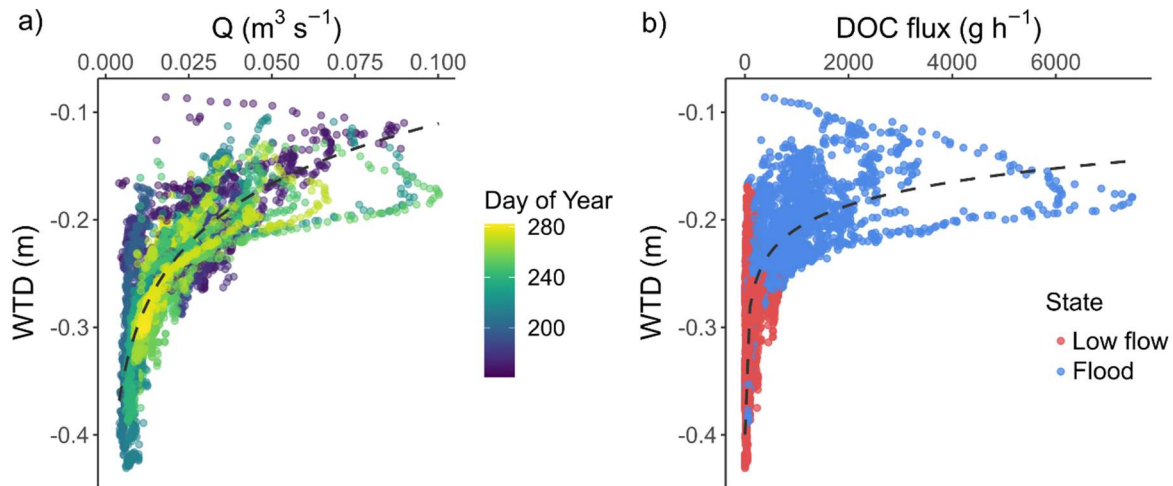 a)
Q (m³ s⁻¹)
0.000 0.025 0.050 0.075 0.100
-0.1
-0.2
-0.3
-0.4
WTD (m)
Day of Year
280
240
200
b)
DOC flux (g h⁻¹)
0 2000 4000 6000
-0.1
-0.2
-0.3
-0.4
WTD (m)
State
Low flow
Flood